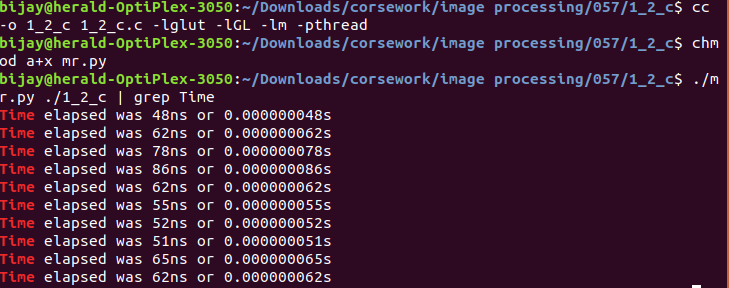 bijay@herald-OptiPlex-3050:~/Downloads/corsework/image processing/057/1_2_c$ cc
-o 1_2_c 1_2_c.c -lglut -lGL -lm -pthread
bijay@herald-OptiPlex-3050:~/Downloads/corsework/image processing/057/1_2_c$ chm
od a+x mr.py
bijay@herald-OptiPlex-3050:~/Downloads/corsework/image processing/057/1_2_c$ ./m
r.py ./1_2_c | grep Time
Time elapsed was 48ns or 0.000000048s
Time elapsed was 62ns or 0.000000062s
Time elapsed was 78ns or 0.000000078s
Time elapsed was 86ns or 0.000000086s
Time elapsed was 62ns or 0.000000062s
Time elapsed was 55ns or 0.000000055s
Time elapsed was 52ns or 0.000000052s
Time elapsed was 51ns or 0.000000051s
Time elapsed was 65ns or 0.000000065s
Time elapsed was 62ns or 0.000000062s